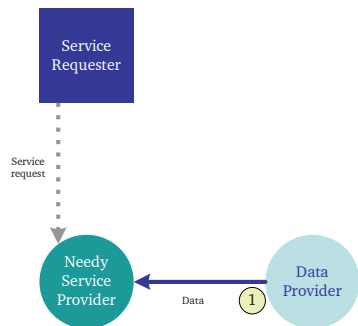 Service
Requester
Service
request
Needy
Service
Provider
Data
1
Data
Provider